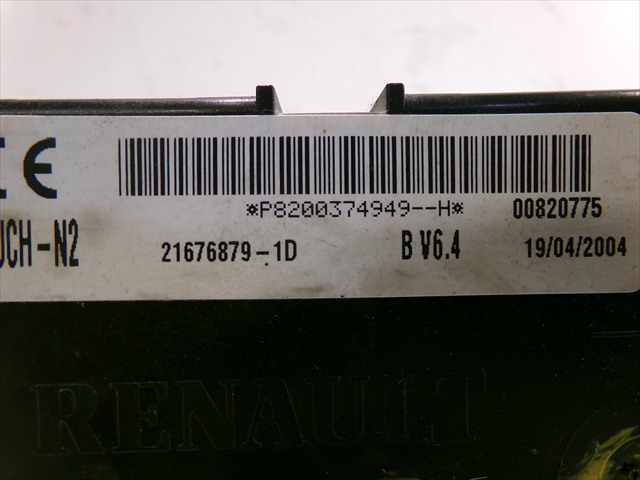 CE
*P8200374949--H* 00820775
UCH-N2 21676879-1D B V6.4 19/04/2004
RENAULT